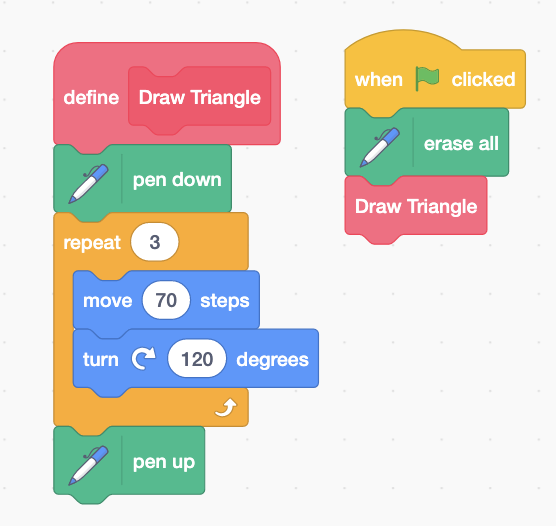 define Draw Triangle
pen down
repeat 3
move 70 steps
turn 120 degrees
pen up
when clicked
erase all
Draw Triangle